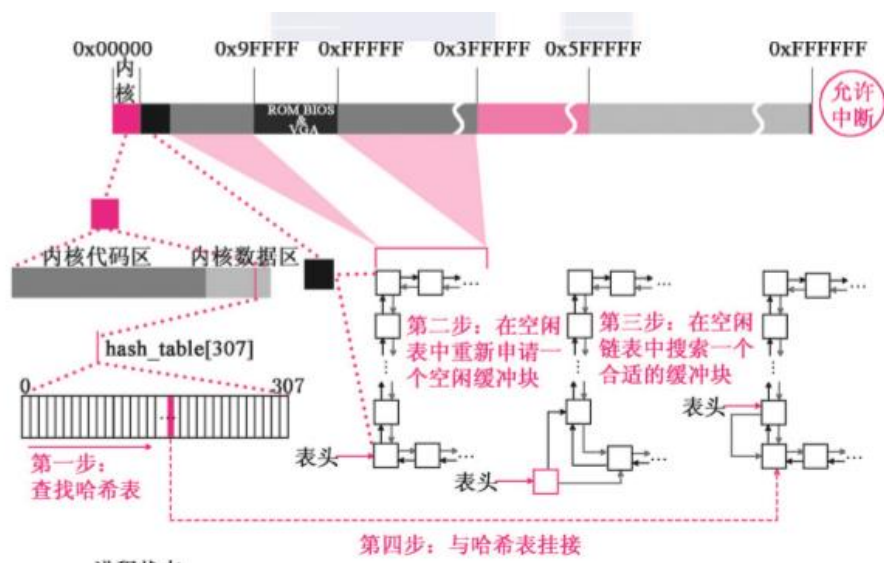 0x00000 0x9FFFF 0xFFFFF 0x3FFFFF 0x5FFFFF 0xFFFFFF
内
核
ROM BIOS
&
VGA
允许
中断
内核代码区 内核数据区
hash_table[307]
0 307
...
第一步：
查找哈希表
第二步：在空闲
表中重新申请一
个空闲缓冲块
第三步：在空闲
链表中搜索一个
合适的缓冲块
表头
表头
表头
第四步：与哈希表挂接